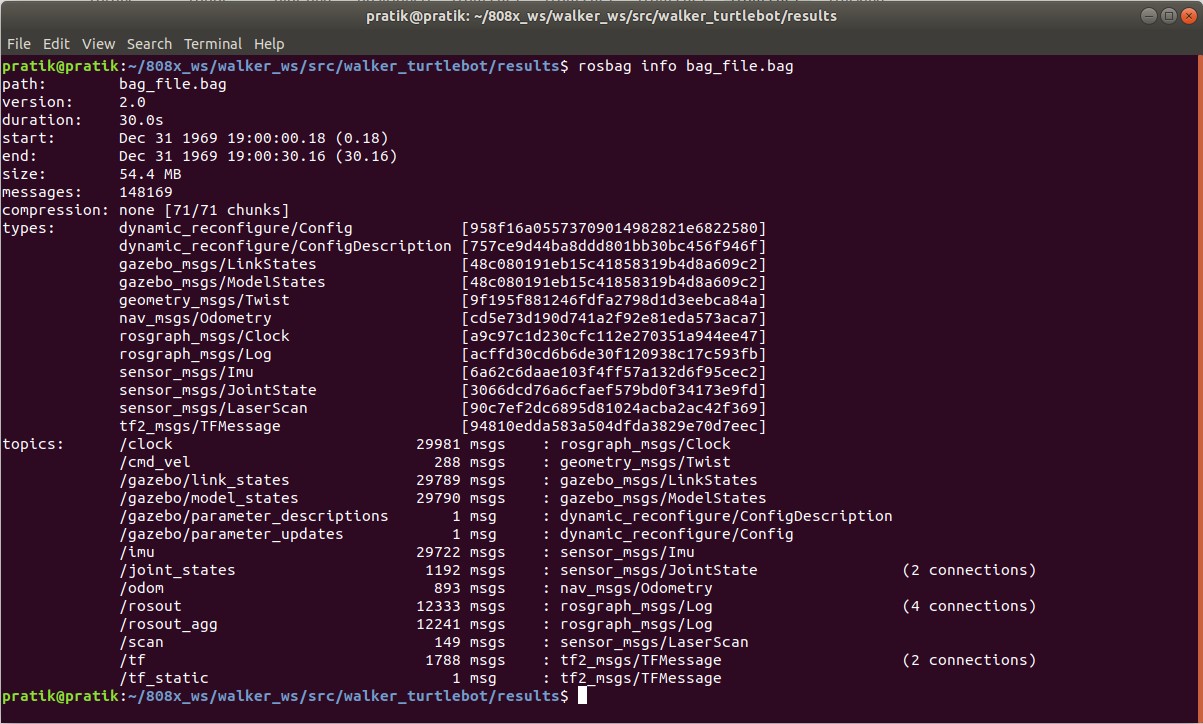 pratik@pratik: ~/808x_ws/walker_ws/src/walker_turtlebot/results
File Edit View Search Terminal Help
pratik@pratik:~/808x_ws/walker_ws/src/walker_turtlebot/results$ rosbag info bag_file.bag
path:        bag_file.bag
version:     2.0
duration:    30.0s
start:       Dec 31 1969 19:00:00.18 (0.18)
end:         Dec 31 1969 19:00:30.16 (30.16)
size:        54.4 MB
messages:    148169
compression: none [71/71 chunks]
types:       dynamic_reconfigure/Config            [958f16a05573709014982821e6822580]
             dynamic_reconfigure/ConfigDescription [757ce9d44ba8ddd801bb30bc456f946f]
             gazebo_msgs/LinkStates                [48c080191eb15c41858319b4d8a609c2]
             gazebo_msgs/ModelStates               [48c080191eb15c41858319b4d8a609c2]
             geometry_msgs/Twist                   [9f195f881246fdfa2798d1d3eebca84a]
             nav_msgs/Odometry                     [cd5e73d190d741a2f92e81eda573aca7]
             rosgraph_msgs/Clock                   [a9c97c1d230cfc112e270351a944ee47]
             rosgraph_msgs/Log                     [acffd30cd6b6de30f120938c17c593fb]
             sensor_msgs/Imu                       [6a62c6daae103f4ff57a132d6f95cec2]
             sensor_msgs/JointState                [3066dcd76a6cfaef579bd0f34173e9fd]
             sensor_msgs/LaserScan                 [90c7ef2dc6895d81024acba2ac42f369]
             tf2_msgs/TFMessage                    [94810edda583a504dfda3829e70d7eec]
topics:      /clock                           29981 msgs    : rosgraph_msgs/Clock
             /cmd_vel                           288 msgs    : geometry_msgs/Twist
             /gazebo/link_states              29789 msgs    : gazebo_msgs/LinkStates
             /gazebo/model_states             29790 msgs    : gazebo_msgs/ModelStates
             /gazebo/parameter_descriptions       1 msg     : dynamic_reconfigure/ConfigDescription
             /gazebo/parameter_updates            1 msg     : dynamic_reconfigure/Config
             /imu                             29722 msgs    : sensor_msgs/Imu
             /joint_states                     1192 msgs    : sensor_msgs/JointState                (2 connections)
             /odom                              893 msgs    : nav_msgs/Odometry
             /rosout                          12333 msgs    : rosgraph_msgs/Log                     (4 connections)
             /rosout_agg                      12241 msgs    : rosgraph_msgs/Log
             /scan                              149 msgs    : sensor_msgs/LaserScan
             /tf                               1788 msgs    : tf2_msgs/TFMessage                    (2 connections)
             /tf_static                           1 msg     : tf2_msgs/TFMessage
pratik@pratik:~/808x_ws/walker_ws/src/walker_turtlebot/results$